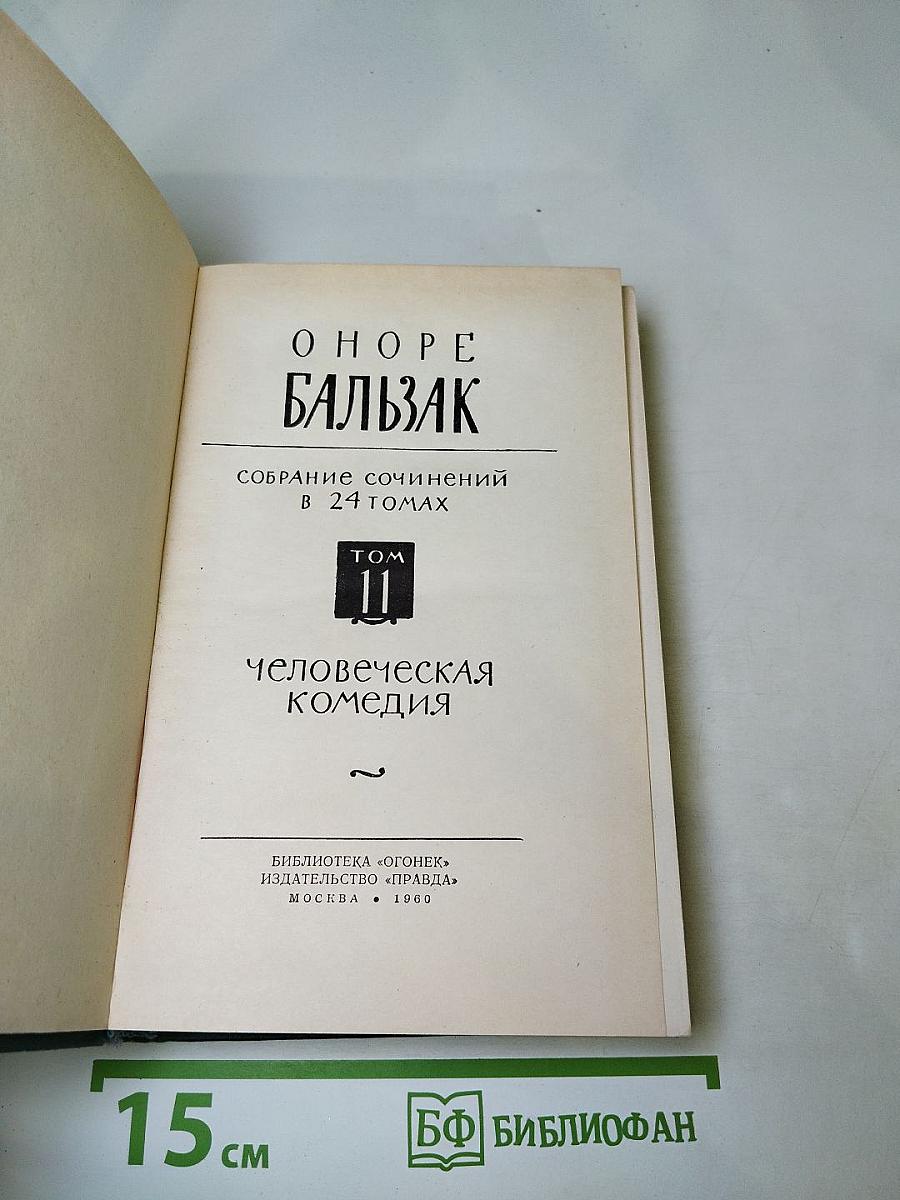 ОНОРЕ
БАЛЬЗАК
СОБРАНИЕ СОЧИНЕНИЙ
В 24 ТОМАХ
ТОМ
11
ЧЕЛОВЕЧЕСКАЯ
КОМЕДИЯ
БИБЛИОТЕКА «ОГОНЕК»
ИЗДАТЕЛЬСТВО «ПРАВДА»
МОСКВА • 1960
15 см
БФ БИБЛИОФАН